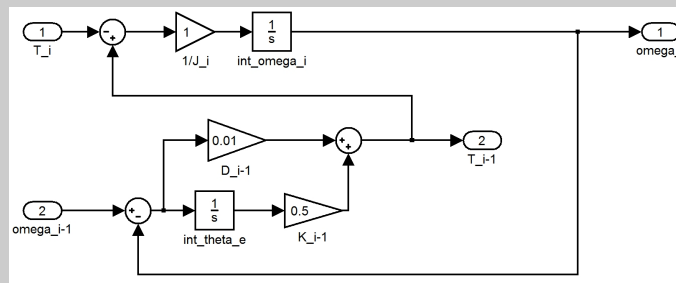 1
T_i
1
1/J_i
1
s
int_omega_i
1
omega_
0.01
D_i-1
2
T_i-1
2
omega_i-1
1
s
int_theta_e
0.5
K_i-1